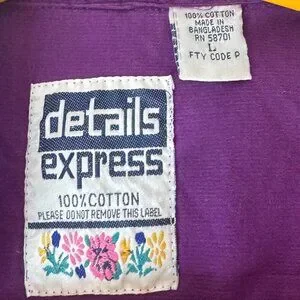 100% COTTON
MADE IN
BANGLADESH
RN 58701
L
FTY CODE P
details
express
100% COTTON
PLEASE DO NOT REMOVE THIS LABEL